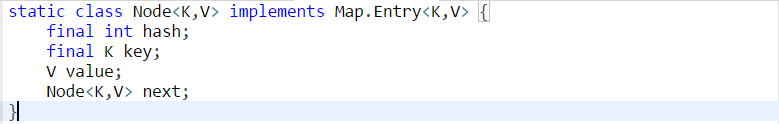 static class Node<K,V> implements Map.Entry<K,V> {
    final int hash;
    final K key;
    V value;
    Node<K,V> next;
}